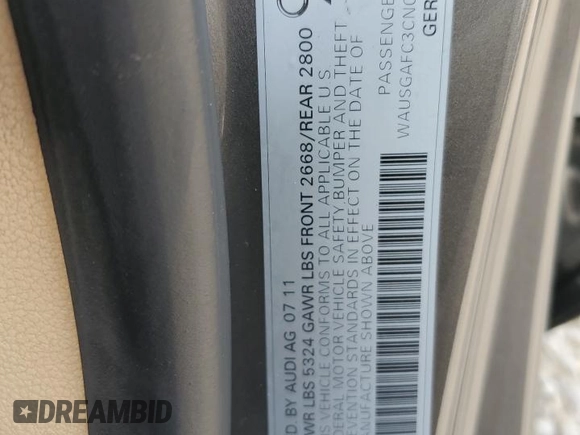 D. BY AUDI AG 07 11
WR LBS 5324 GAWR LBS FRONT 2668/REAR 2800
S VEHICLE CONFORMS TO ALL APPLICABLE U S
ERAL MOTOR VEHICLE SAFETY, BUMPER AND THEFT
VENTION STANDARDS IN EFFECT ON THE DATE OF
NUFACTURE SHOWN ABOVE
PASSENGE
WAUSGAFC3CN
GER
DREAMBID